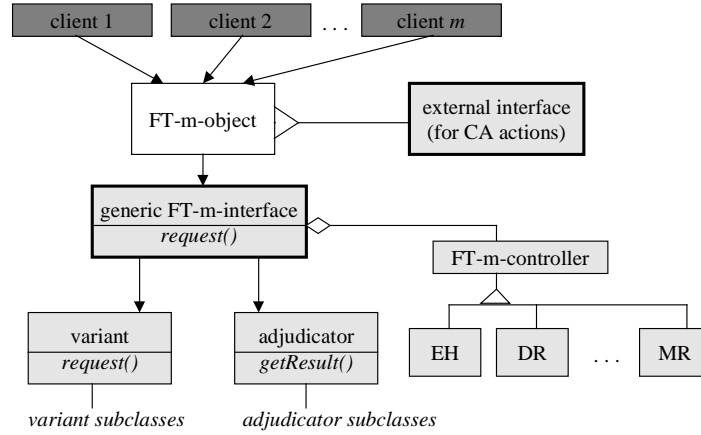 client 1
client 2
. . .
client m
FT-m-object
external interface
(for CA actions)
generic FT-m-interface
request()
FT-m-controller
variant
request()
adjudicator
getResult()
EH
DR
. . .
MR
variant subclasses
adjudicator subclasses